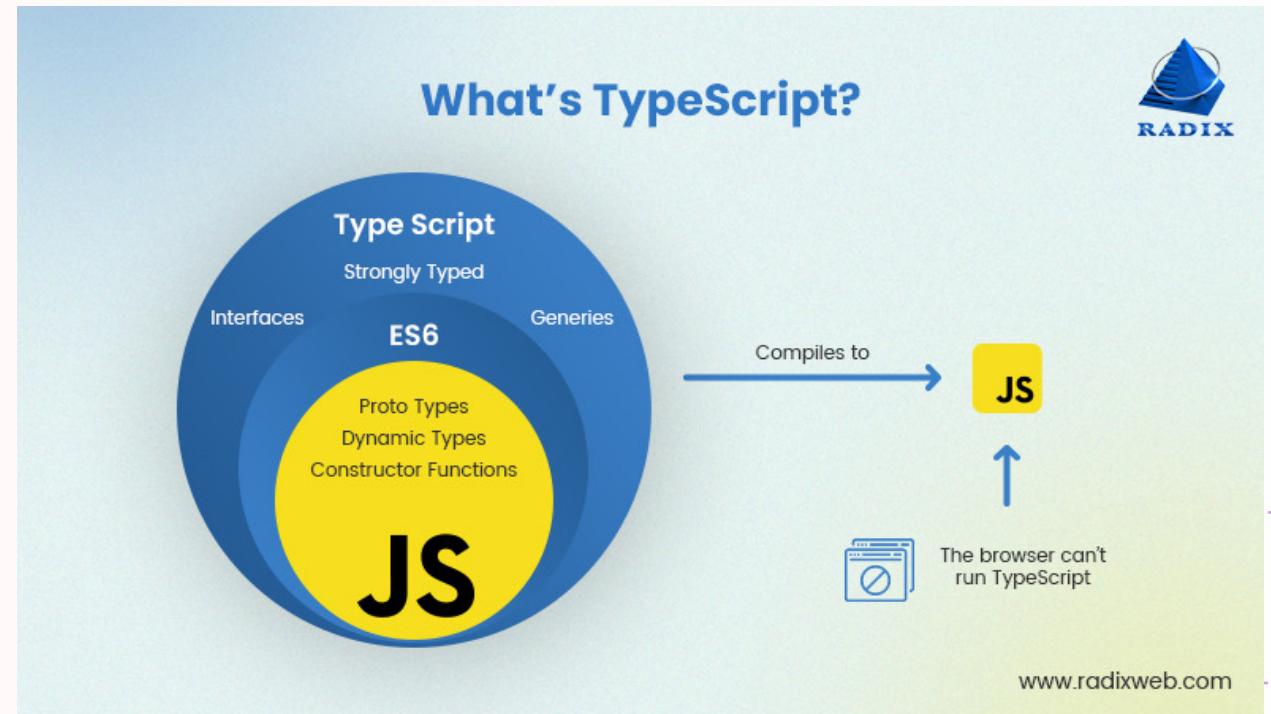 What's TypeScript?
RADIX
Type Script
Strongly Typed
Interfaces
Generies
ES6
Proto Types
Dynamic Types
Constructor Functions
JS
Compiles to
JS
The browser can't
run TypeScript
www.radixweb.com